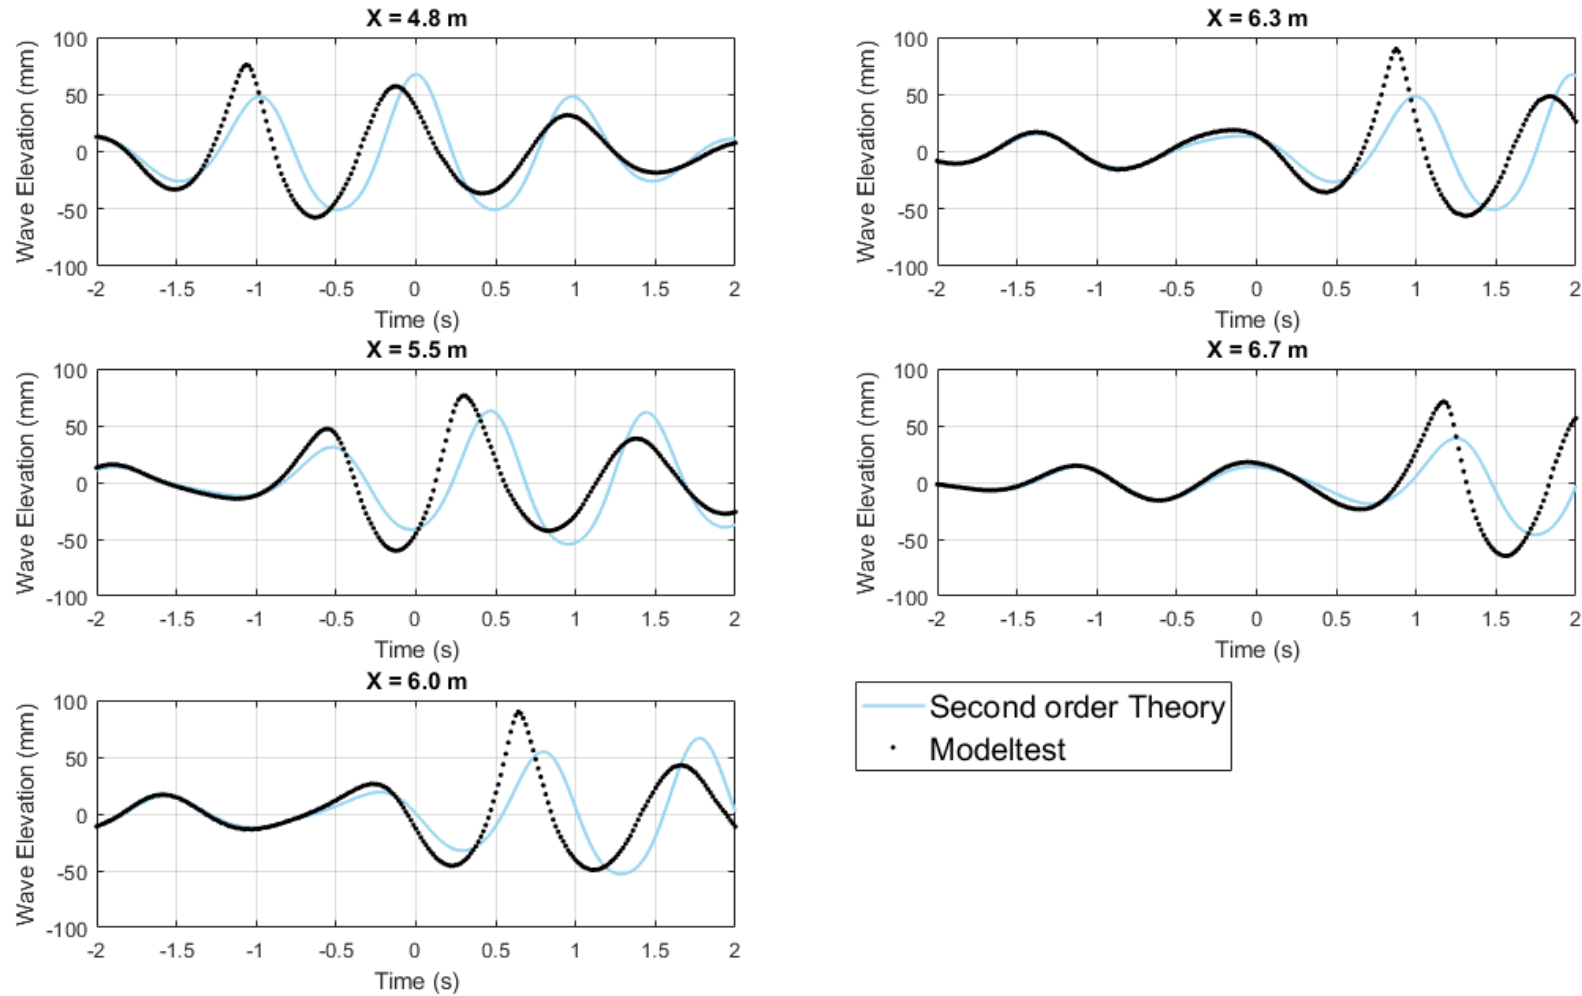 X = 4.8 m
Wave Elevation (mm)
100
50
0
-50
-100
-2 -1.5 -1 -0.5 0 0.5 1 1.5 2
Time (s)
X = 5.5 m
Wave Elevation (mm)
100
50
0
-50
-100
-2 -1.5 -1 -0.5 0 0.5 1 1.5 2
Time (s)
X = 6.0 m
Wave Elevation (mm)
100
50
0
-50
-100
-2 -1.5 -1 -0.5 0 0.5 1 1.5 2
Time (s)
X = 6.3 m
Wave Elevation (mm)
100
50
0
-50
-100
-2 -1.5 -1 -0.5 0 0.5 1 1.5 2
Time (s)
X = 6.7 m
Wave Elevation (mm)
100
50
0
-50
-100
-2 -1.5 -1 -0.5 0 0.5 1 1.5 2
Time (s)
Second order Theory
Modeltest